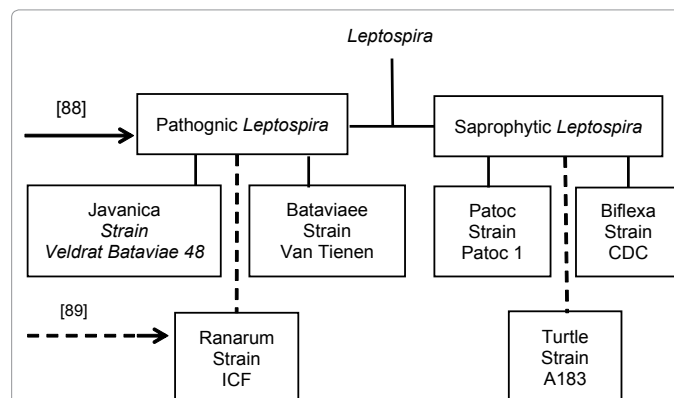 Leptospira
[88]
Pathognic Leptospira
Saprophytic Leptospira
Javanica
Strain
Veldrat Bataviae 48
Bataviaee
Strain
Van Tienen
Patoc
Strain
Patoc 1
Biflexa
Strain
CDC
[89]
Ranarum
Strain
ICF
Turtle
Strain
A183